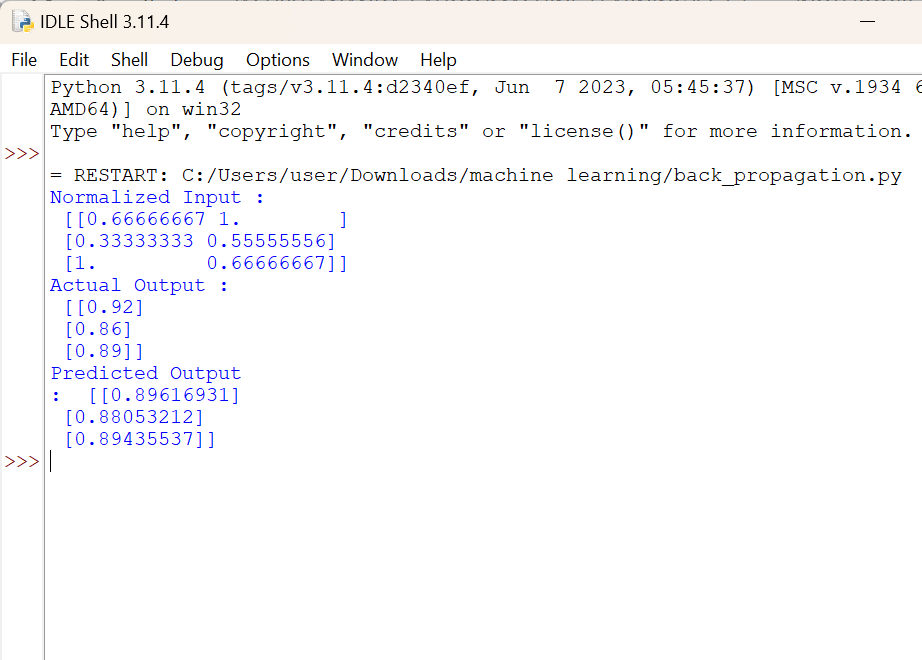 IDLE Shell 3.11.4
File Edit Shell Debug Options Window Help
Python 3.11.4 (tags/v3.11.4:d2340ef, Jun  7 2023, 05:45:37) [MSC v.1934 6
AMD64)] on win32
Type "help", "copyright", "credits" or "license()" for more information.
>>>
= RESTART: C:/Users/user/Downloads/machine learning/back_propagation.py
Normalized Input :
 [[0.66666667 1.        ]
 [0.33333333 0.55555556]
 [1.         0.66666667]]
Actual Output :
 [[0.92]
 [0.86]
 [0.89]]
Predicted Output
:  [[0.89616931]
 [0.88053212]
 [0.89435537]]
>>>